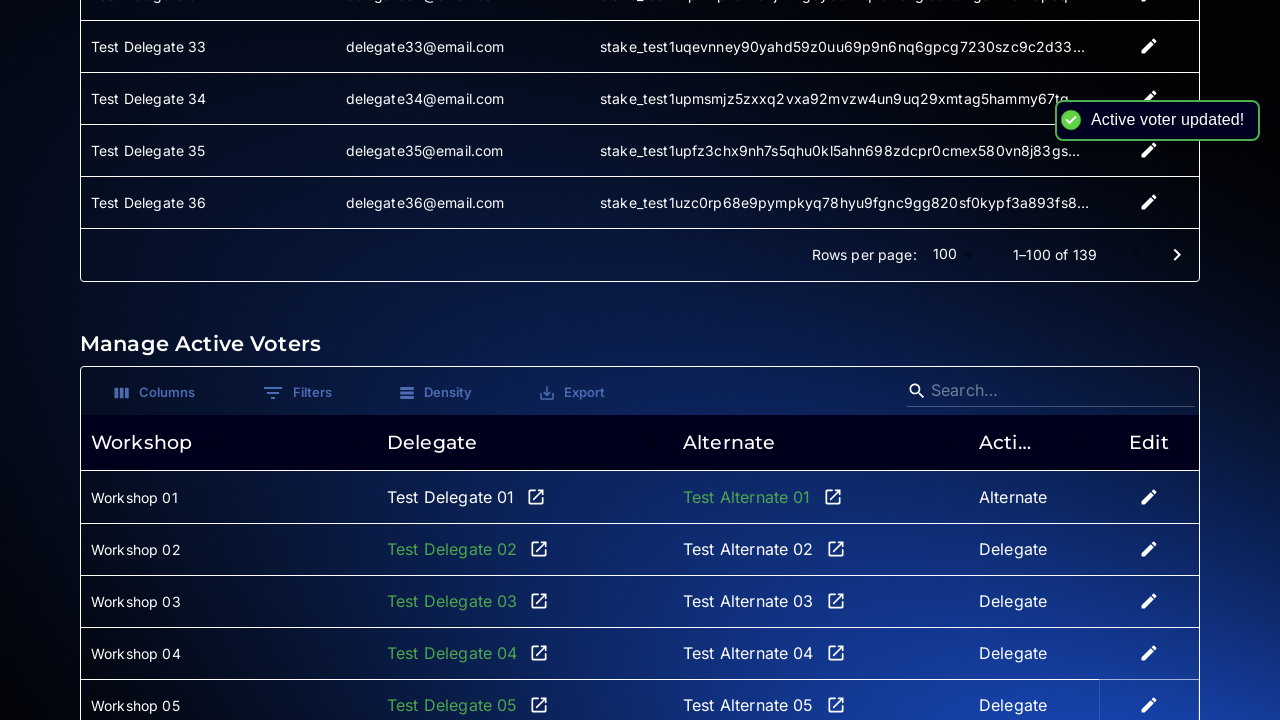 Test Delegate 33 delegate33@email.com stake_test1uqevnney90yahd59z0uu69p9n6nq6gpcg7230szc9c2d33...
Test Delegate 34 delegate34@email.com stake_test1upmsmjz5zxxq2vxa92mvzw4un9uq29xmtag5hammy67tq...
Active voter updated!
Test Delegate 35 delegate35@email.com stake_test1upfz3chx9nh7s5qhu0kl5ahn698zdcpr0cmex580vn8j83gs...
Test Delegate 36 delegate36@email.com stake_test1uzc0rp68e9pympkyq78hyu9fgnc9gg820sf0kypf3a893fs8...
Rows per page: 100 1–100 of 139
Manage Active Voters
Columns Filters Density Export Search...
Workshop Delegate Alternate Acti... Edit
Workshop 01 Test Delegate 01 Test Alternate 01 Alternate
Workshop 02 Test Delegate 02 Test Alternate 02 Delegate
Workshop 03 Test Delegate 03 Test Alternate 03 Delegate
Workshop 04 Test Delegate 04 Test Alternate 04 Delegate
Workshop 05 Test Delegate 05 Test Alternate 05 Delegate